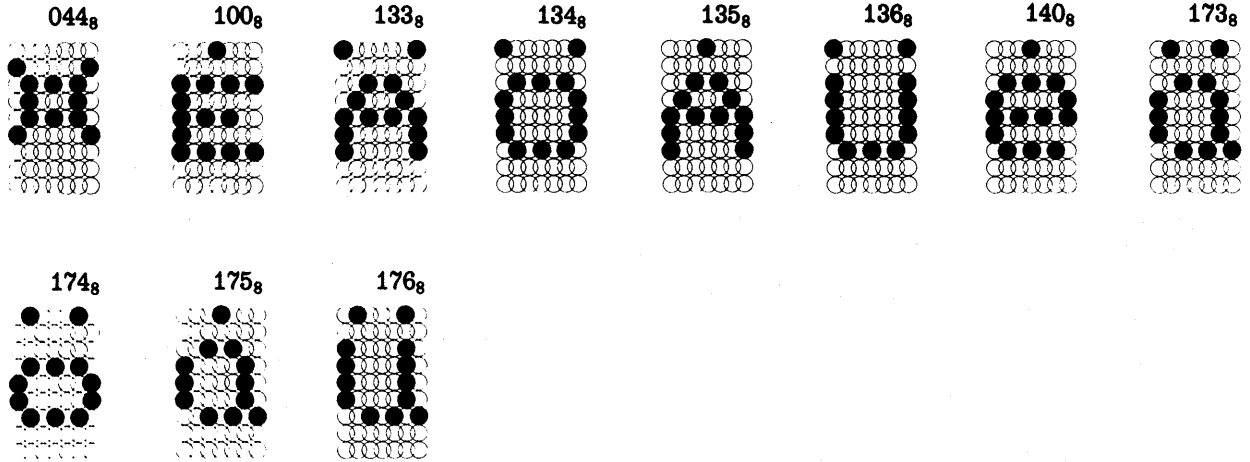 044₈ 100₈ 133₈ 134₈ 135₈ 136₈ 140₈ 173₈
¤ É Ä Ö Å Ü é ä
174₈ 175₈ 176₈
ö å ü